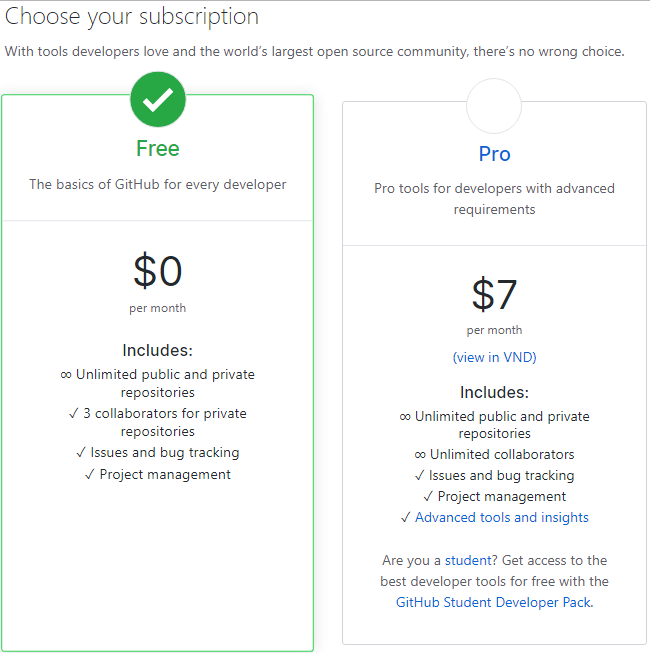 Choose your subscription
With tools developers love and the world's largest open source community, there's no wrong choice.
Free
The basics of GitHub for every developer
$0
per month
Includes:
∞ Unlimited public and private
repositories
✓ 3 collaborators for private
repositories
✓ Issues and bug tracking
✓ Project management
Pro
Pro tools for developers with advanced
requirements
$7
per month
(view in VND)
Includes:
∞ Unlimited public and private
repositories
∞ Unlimited collaborators
✓ Issues and bug tracking
✓ Project management
✓ Advanced tools and insights
Are you a student? Get access to the
best developer tools for free with the
GitHub Student Developer Pack.